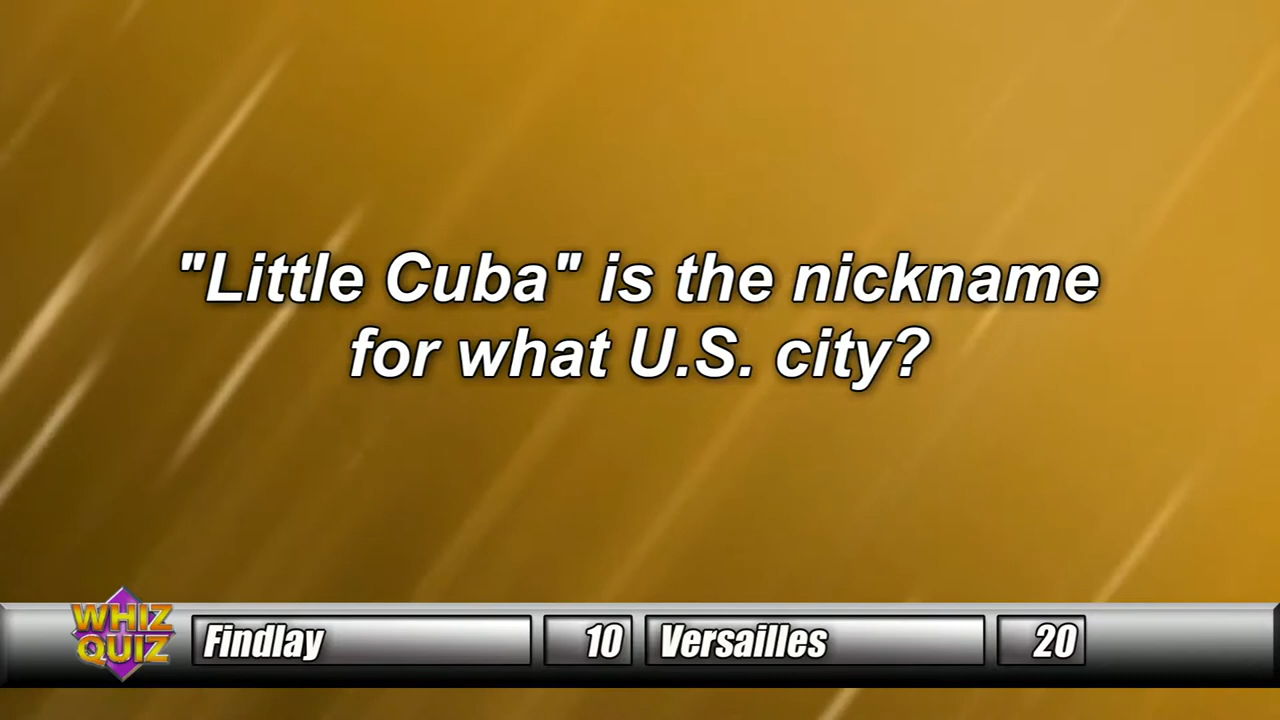 "Little Cuba" is the nickname
for what U.S. city?
WHIZ
QUIZ
Findlay
10
Versailles
20